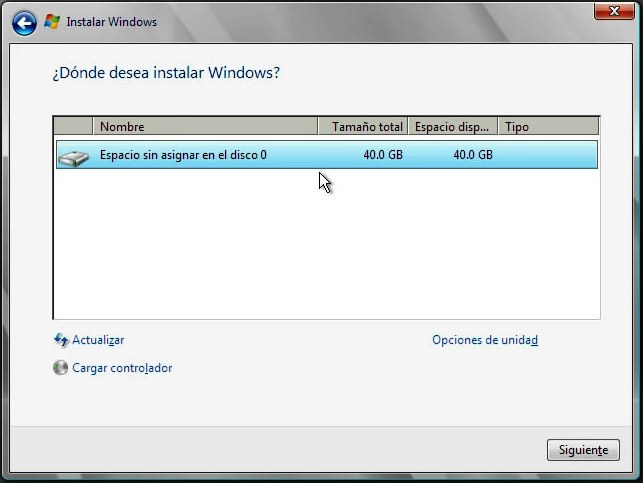 Instalar Windows
¿Dónde desea instalar Windows?
Nombre Tamaño total Espacio disp... Tipo
Espacio sin asignar en el disco 0 40.0 GB 40.0 GB
Actualizar Opciones de unidad
Cargar controlador
Siguiente